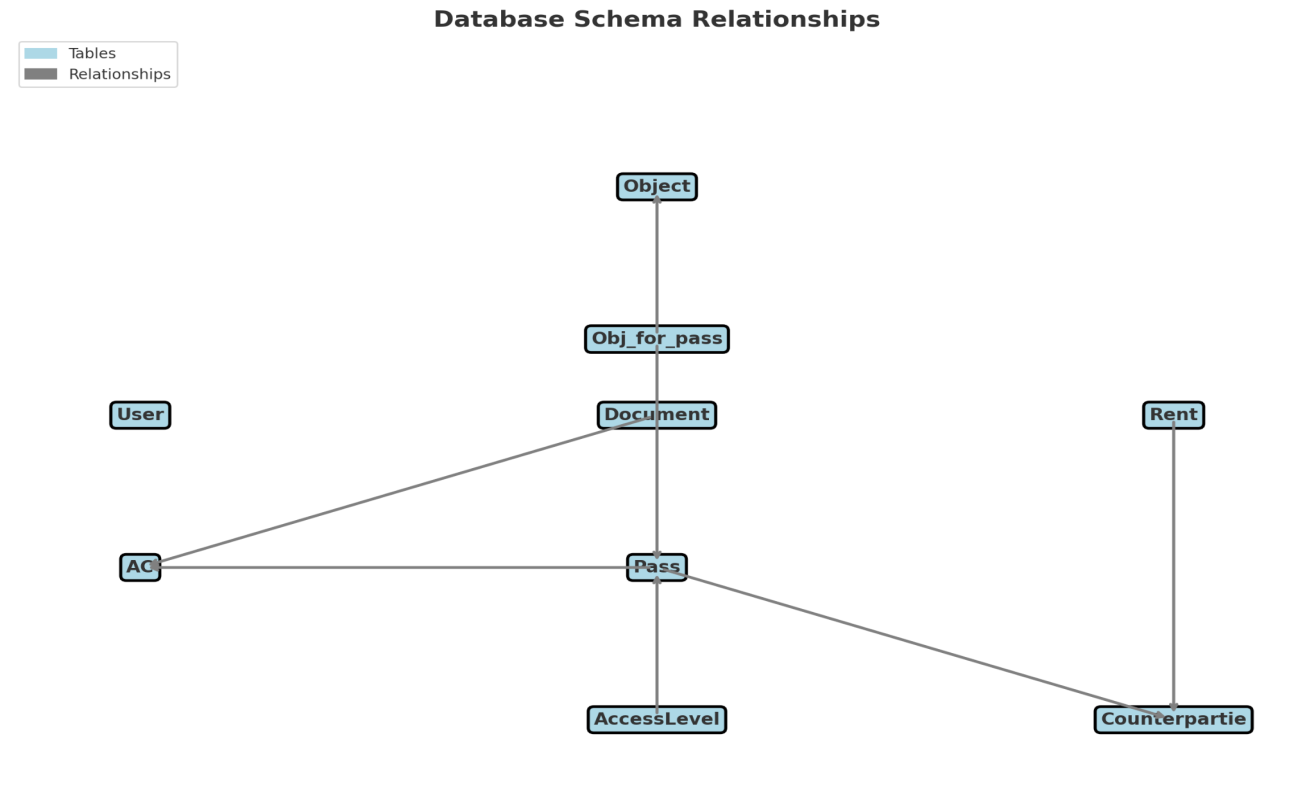 Database Schema Relationships
Tables
Relationships
Object
Obj_for_pass
User
Document
Rent
AC
Pass
AccessLevel
Counterpartie